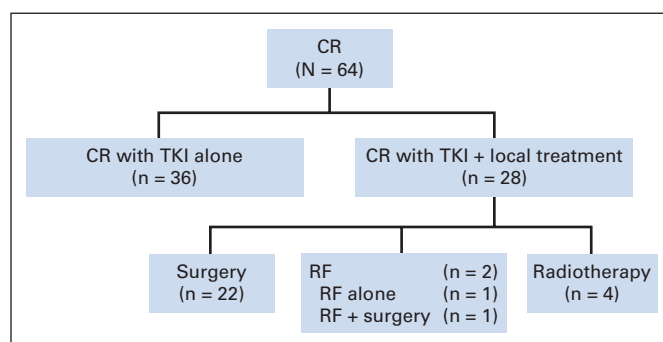 CR
(N = 64)
CR with TKI alone
(n = 36)
CR with TKI + local treatment
(n = 28)
Surgery
(n = 22)
RF (n = 2)
RF alone (n = 1)
RF + surgery (n = 1)
Radiotherapy
(n = 4)